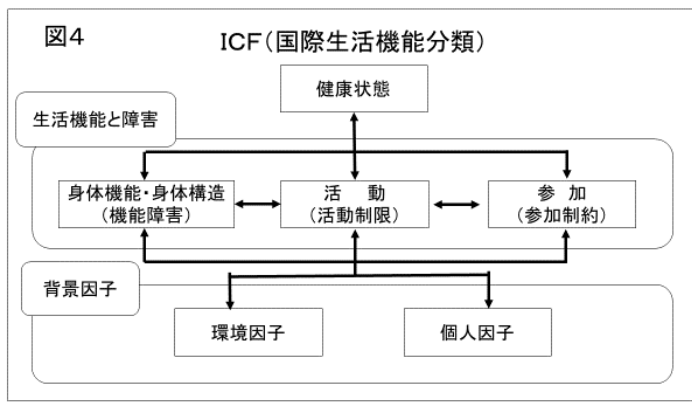 図4
ICF(国際生活機能分類)
健康状態
生活機能と障害
身体機能・身体構造
(機能障害)
活 動
(活動制限)
参 加
(参加制約)
背景因子
環境因子
個人因子